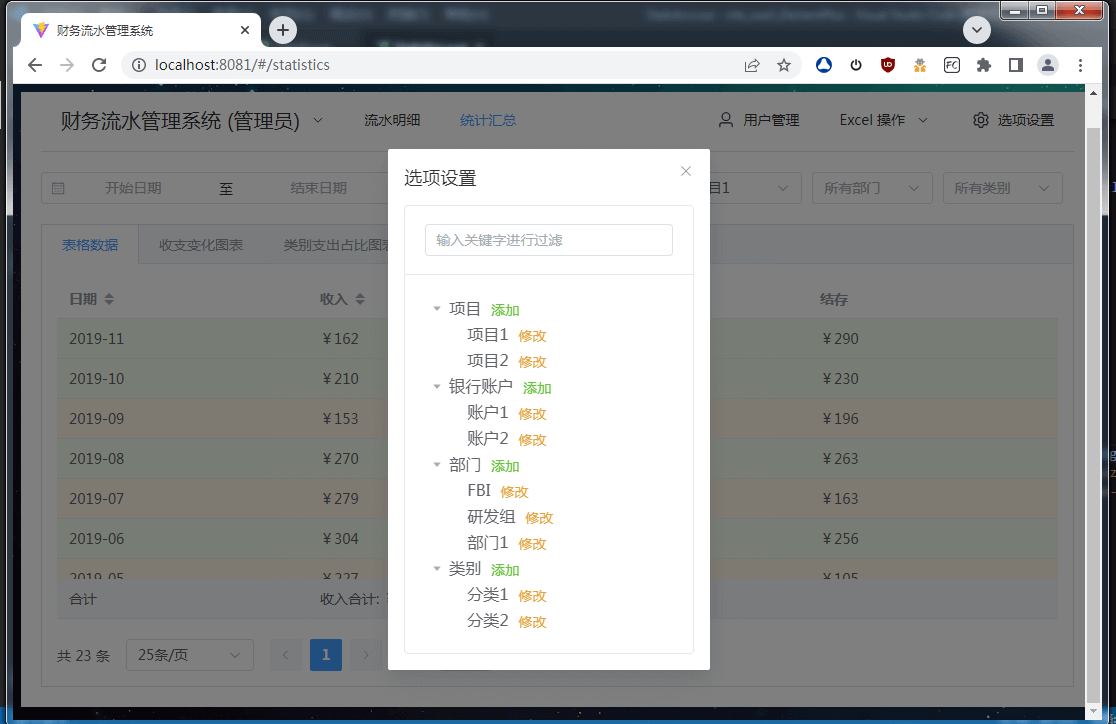 财务流水管理系统
localhost:8081/#/statistics
财务流水管理系统 (管理员)
流水明细
统计汇总
用户管理
Excel 操作
选项设置
开始日期 至 结束日期
目1
所有部门
所有类别
表格数据
收支变化图表
类别支出占比图表
日期 收入 结存
2019-11 ¥162 ¥290
2019-10 ¥210 ¥230
2019-09 ¥153 ¥196
2019-08 ¥270 ¥263
2019-07 ¥279 ¥163
2019-06 ¥304 ¥256
2019-05 ¥227 ¥105
合计 收入合计:
共 23 条
25条/页
1
选项设置
输入关键字进行过滤
项目 添加
项目1 修改
项目2 修改
银行账户 添加
账户1 修改
账户2 修改
部门 添加
FBI 修改
研发组 修改
部门1 修改
类别 添加
分类1 修改
分类2 修改